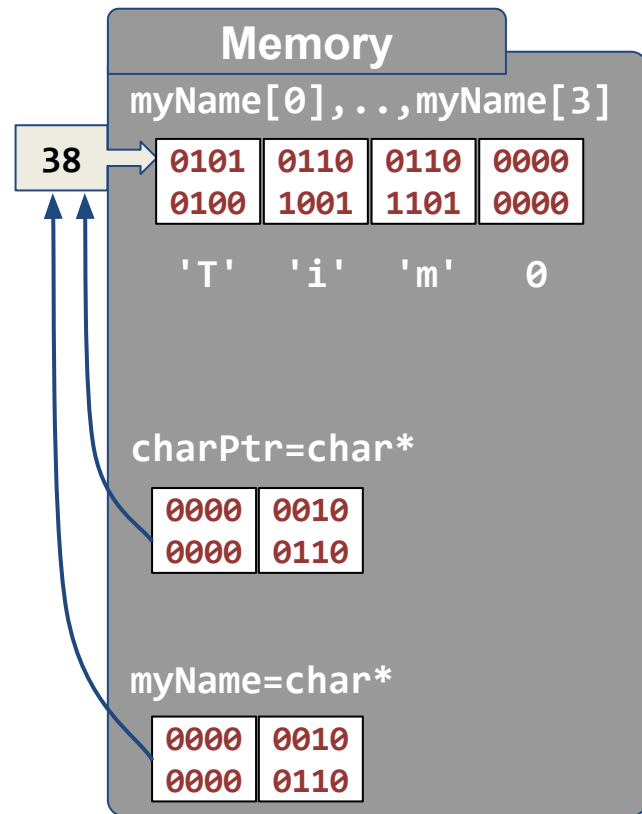 Memory
myName[0],..,myName[3]
38
0101 0110 0110 0000
0100 1001 1101 0000
'T' 'i' 'm' 0
charPtr=char*
0000 0010
0000 0110
myName=char*
0000 0010
0000 0110